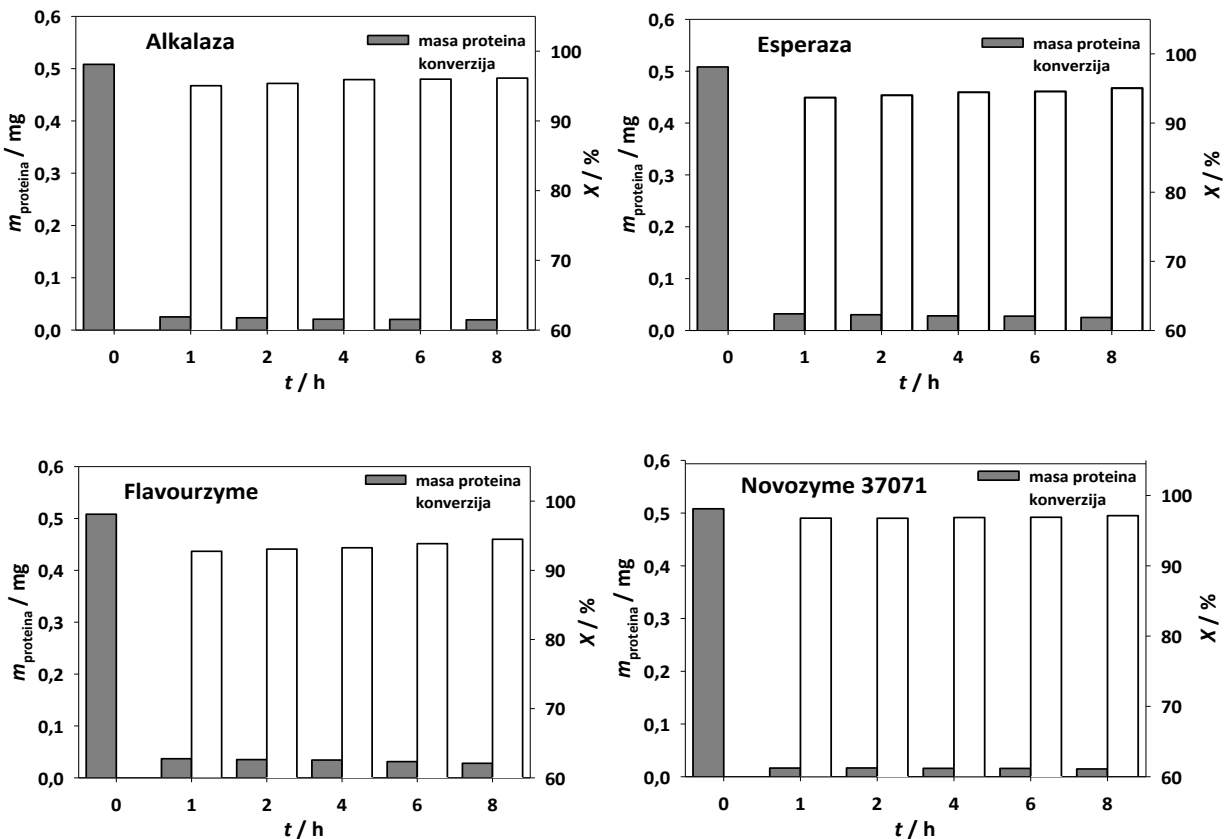 Alkalaza
masa proteina
konverzija
0,6
0,5
0,4
0,3
0,2
0,1
0,0
m proteina / mg
100
90
80
70
60
X / %
0 1 2 4 6 8
t / h
Esperaza
masa proteina
konverzija
0,6
0,5
0,4
0,3
0,2
0,1
0,0
m proteina / mg
100
90
80
70
60
X / %
0 1 2 4 6 8
t / h
Flavourzyme
masa proteina
konverzija
0,6
0,5
0,4
0,3
0,2
0,1
0,0
m proteina / mg
100
90
80
70
60
X / %
0 1 2 4 6 8
t / h
Novozyme 37071
masa proteina
konverzija
0,6
0,5
0,4
0,3
0,2
0,1
0,0
m proteina / mg
100
90
80
70
60
X / %
0 1 2 4 6 8
t / h